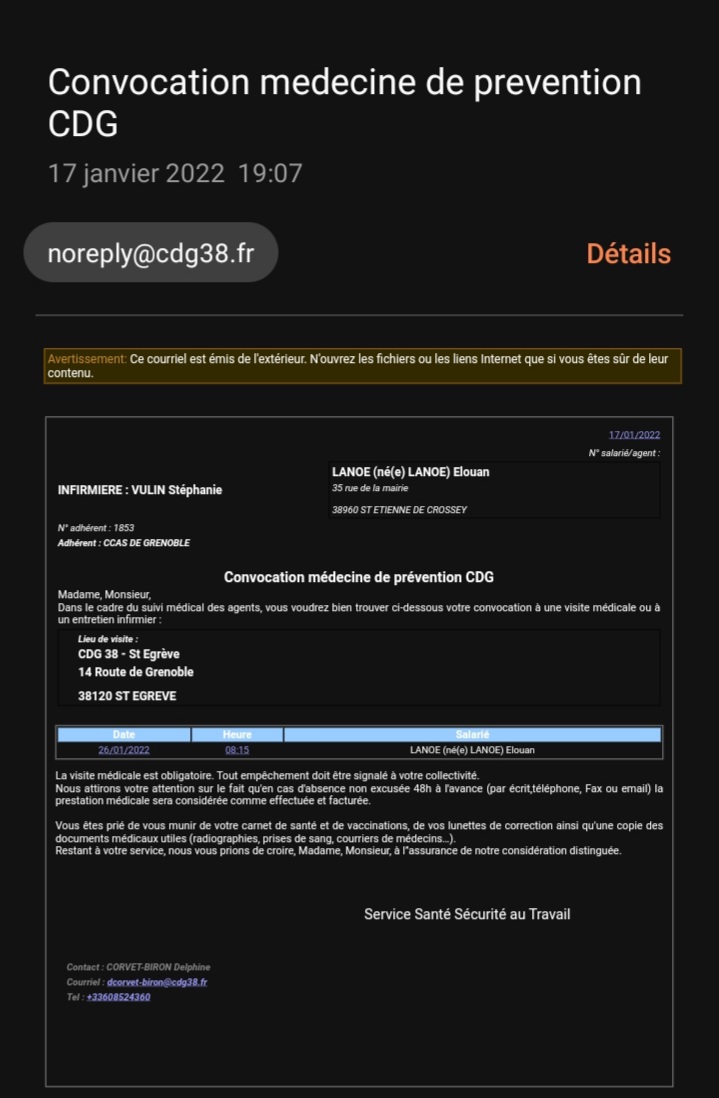 Convocation medecine de prevention
CDG
17 janvier 2022 19:07
noreply@cdg38.fr
Détails
Avertissement: Ce courriel est émis de l'extérieur. N'ouvrez les fichiers ou les liens Internet que si vous êtes sûr de leur
contenu.
17/01/2022
N° salarié/agent :
LANOE (né(e) LANOE) Elouan
INFIRMIERE : VULIN Stéphanie
35 rue de la mairie
38960 ST ETIENNE DE CROSSEY
N° adhérent : 1853
Adhérent : CCAS DE GRENOBLE
Convocation médecine de prévention CDG
Madame, Monsieur,
Dans le cadre du suivi médical des agents, vous voudrez bien trouver ci-dessous votre convocation à une visite médicale ou à
un entretien infirmier :
Lieu de visite :
CDG 38 - St Egrève
14 Route de Grenoble
38120 ST EGREVE
Date Heure Salarié
26/01/2022 08:15 LANOE (né(e) LANOE) Elouan
La visite médicale est obligatoire. Tout empêchement doit être signalé à votre collectivité.
Nous attirons votre attention sur le fait qu'en cas d'absence non excusée 48h à l'avance (par écrit,téléphone, Fax ou email) la
prestation médicale sera considérée comme effectuée et facturée.
Vous êtes prié de vous munir de votre carnet de santé et de vaccinations, de vos lunettes de correction ainsi qu'une copie des
documents médicaux utiles (radiographies, prises de sang, courriers de médecins...).
Restant à votre service, nous vous prions de croire, Madame, Monsieur, à l"assurance de notre considération distinguée.
Service Santé Sécurité au Travail
Contact : CORVET-BIRON Delphine
Courriel : dcorvet-biron@cdg38.fr
Tel : +33608524360